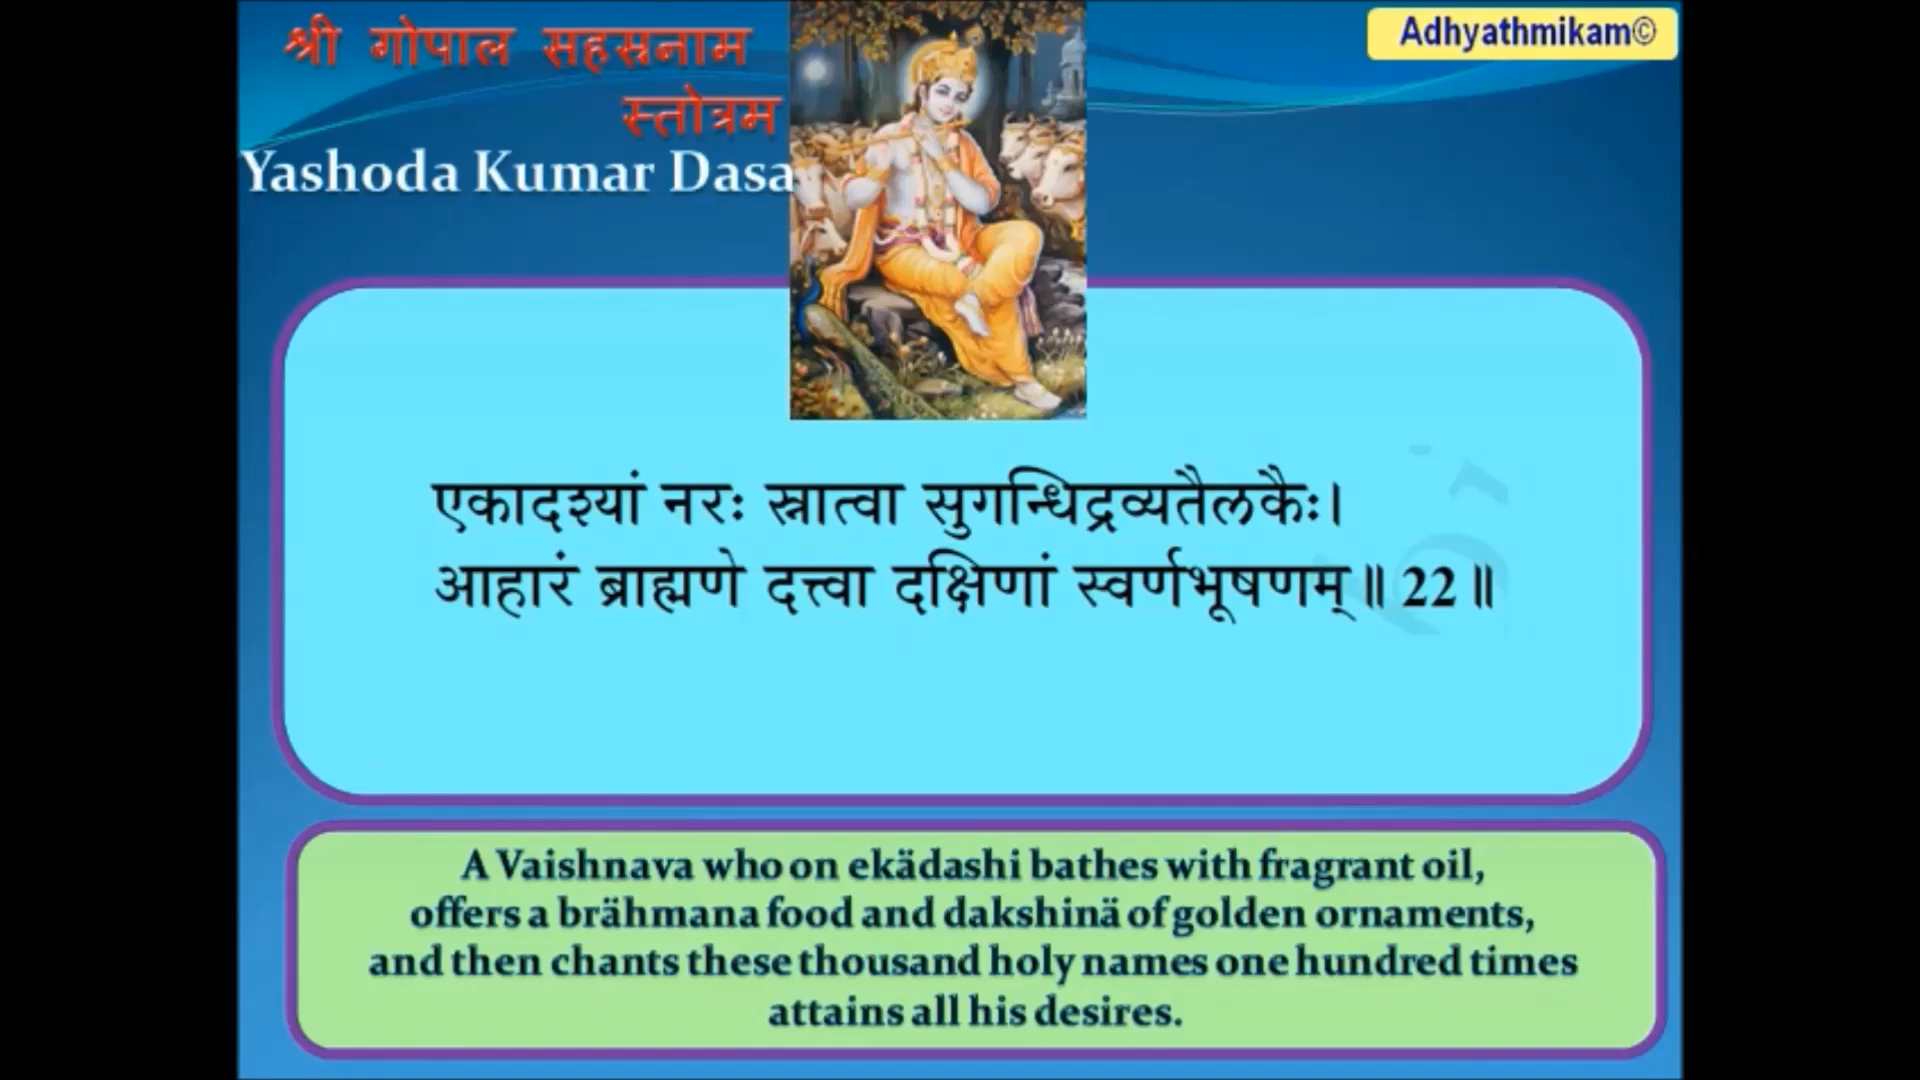 श्री गोपाल सहस्रनाम
स्तोत्रम
Yashoda Kumar Dasa
Adhyathmikam©
एकादश्यां नरः स्नात्वा सुगन्धिद्रव्यतैलकैः।
आहारं ब्राह्मणे दत्त्वा दक्षिणां स्वर्णभूषणम्॥ 22॥
A Vaishnava who on ekädashi bathes with fragrant oil,
offers a brähmana food and dakshinä of golden ornaments,
and then chants these thousand holy names one hundred times
attains all his desires.